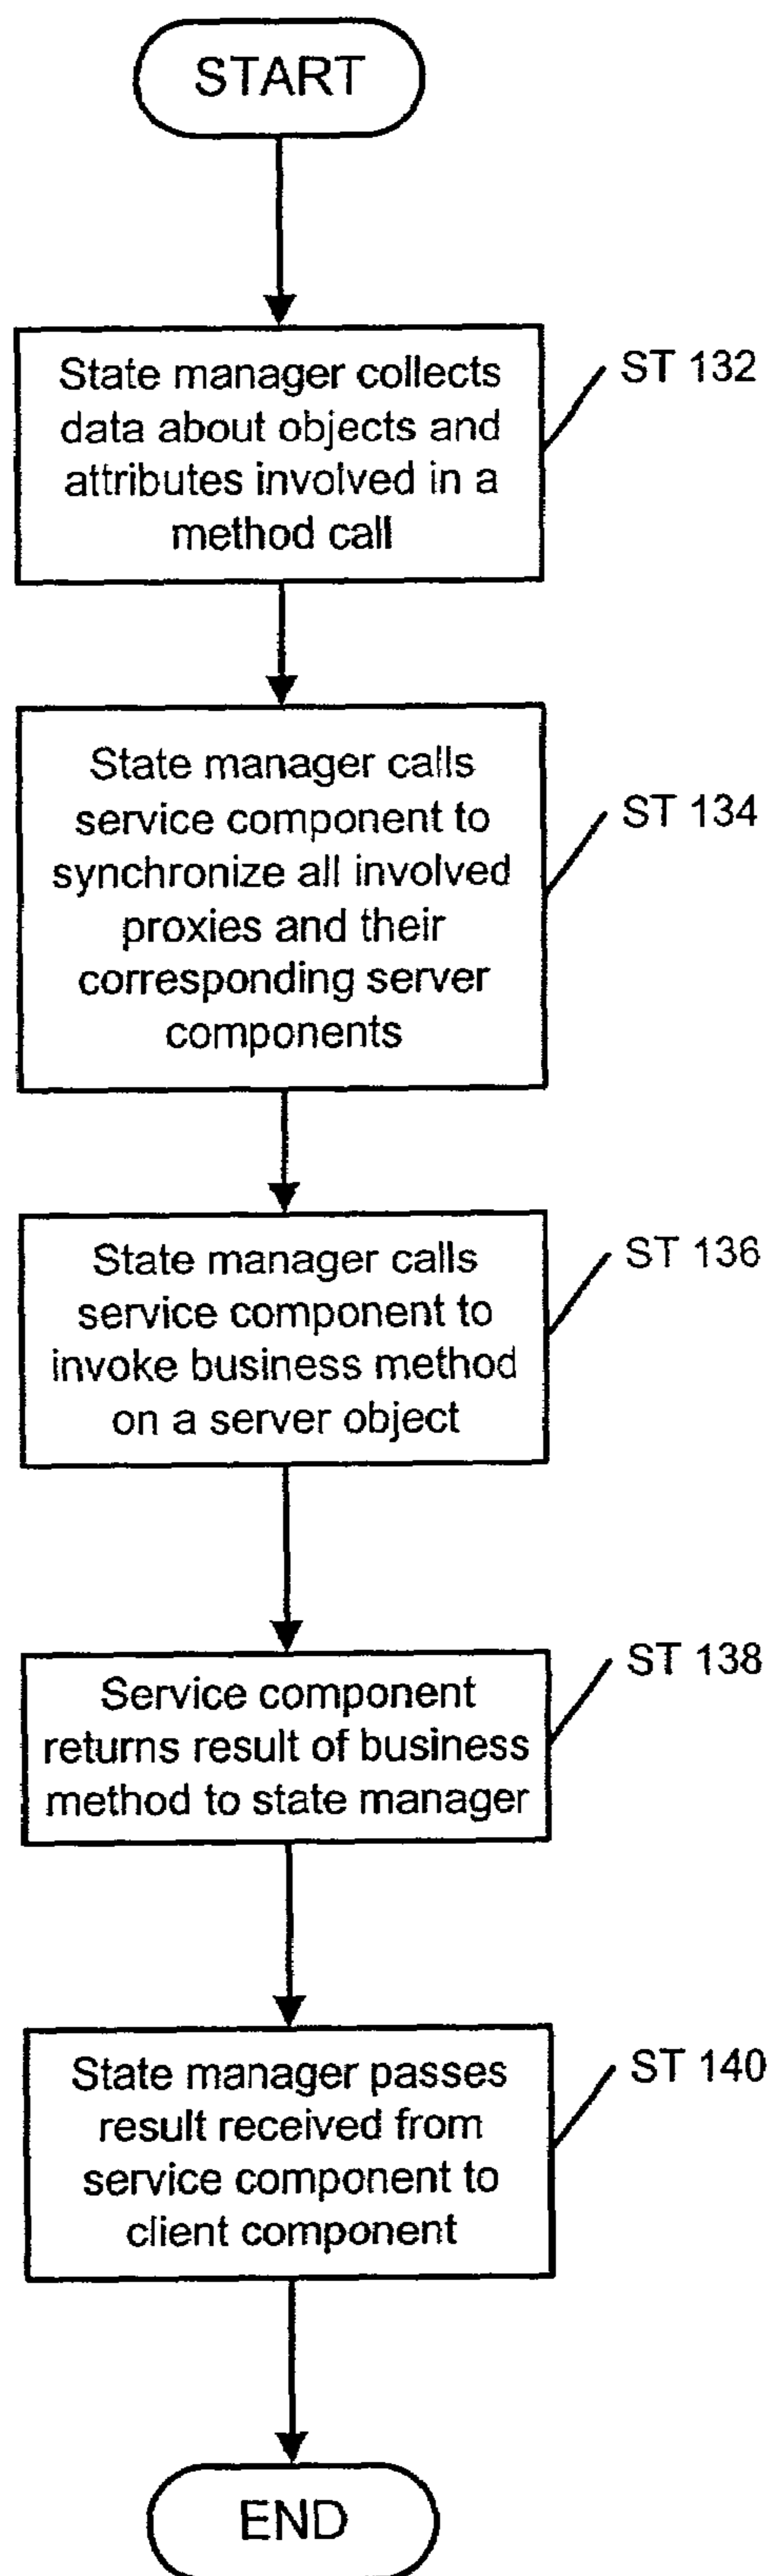 START
State manager collects
data about objects and
attributes involved in a
method call
ST 132
State manager calls
service component to
synchronize all involved
proxies and their
corresponding server
components
ST 134
State manager calls
service component to
invoke business method
on a server object
ST 136
Service component
returns result of business
method to state manager
ST 138
State manager passes
result received from
service component to
client component
ST 140
END